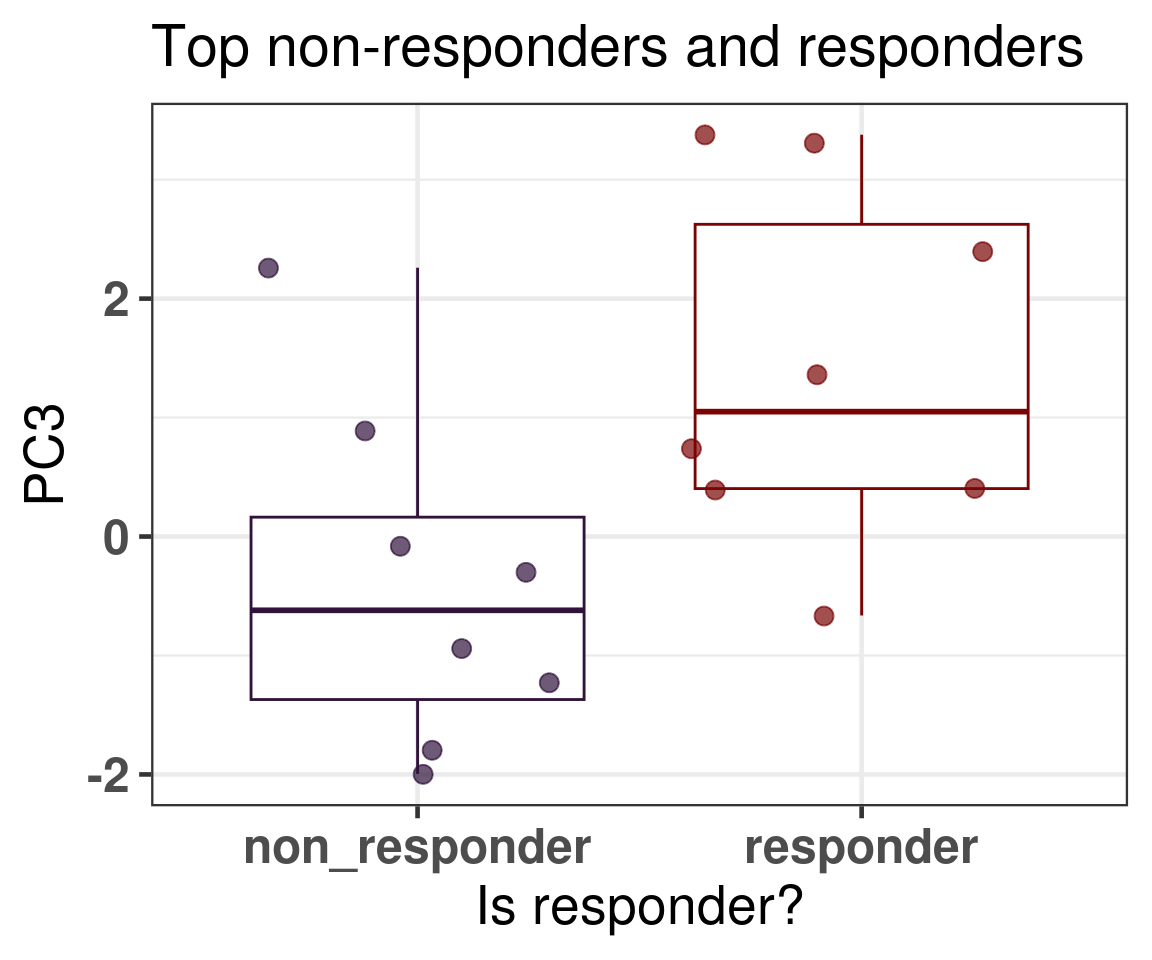 Top non-responders and responders
PC3
2
0
-2
non_responder
responder
Is responder?